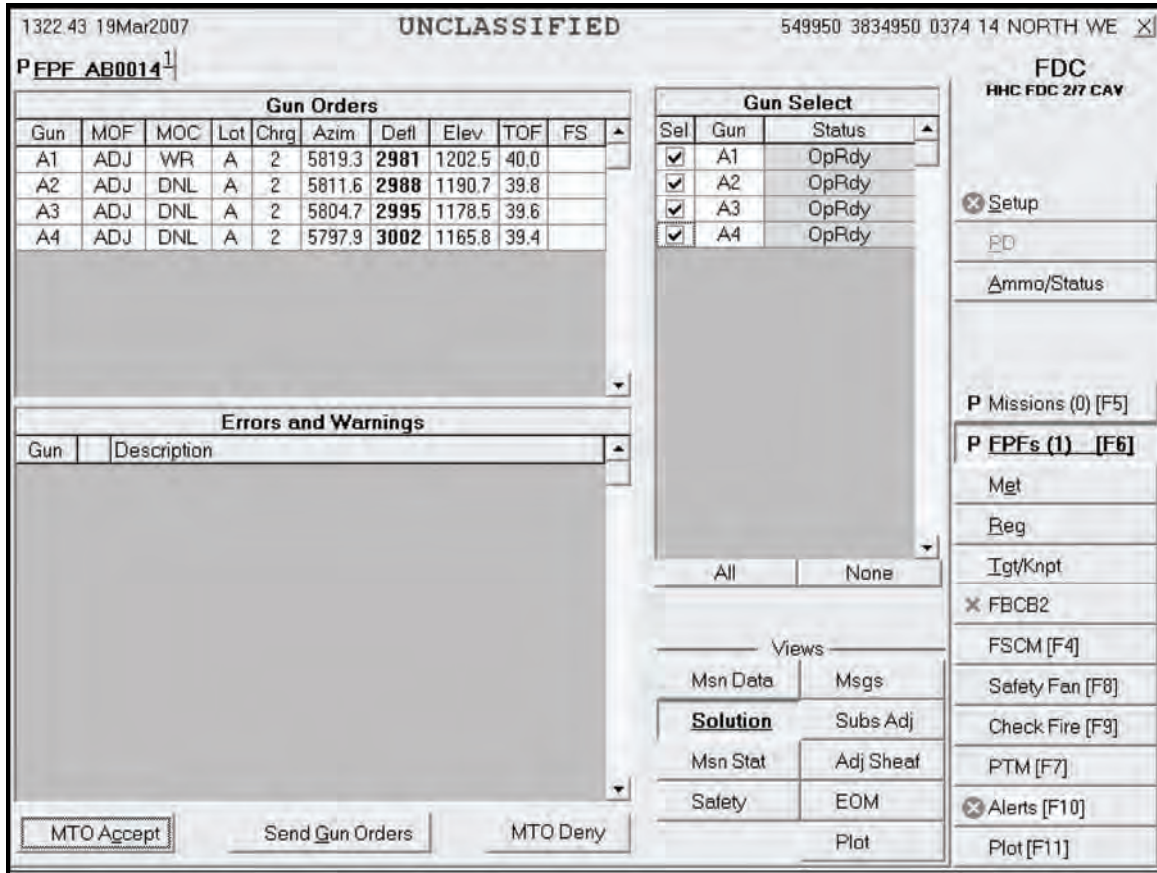 1322.43 19Mar2007 UNCLASSIFIED 549950 3834950 0374 14 NORTH WE X
P FPF AB0014 1
FDC
HHC FDC 2/7 CAV
Gun Orders
Gun MOF MOC Lot Chrg Azim Defl Elev TOF FS
A1 ADJ WR A 2 5819.3 2981 1202.5 40.0
A2 ADJ DNL A 2 5811.6 2988 1190.7 39.8
A3 ADJ DNL A 2 5804.7 2995 1178.5 39.6
A4 ADJ DNL A 2 5797.9 3002 1165.8 39.4
Errors and Warnings
Gun Description
MTO Accept Send Gun Orders MTO Deny
Gun Select
Sel Gun Status
A1 OpRdy
A2 OpRdy
A3 OpRdy
A4 OpRdy
All None
Views
Msn Data Msgs
Solution Subs Adj
Msn Stat Adj Sheaf
Safety EOM
Plot
Setup
PD
Ammo/Status
P Missions (0) [F5]
P FPFs (1) [F6]
Met
Reg
Tgt/Knpt
FBCB2
FSCM [F4]
Safety Fan [F8]
Check Fire [F9]
PTM [F7]
Alerts [F10]
Plot [F11]